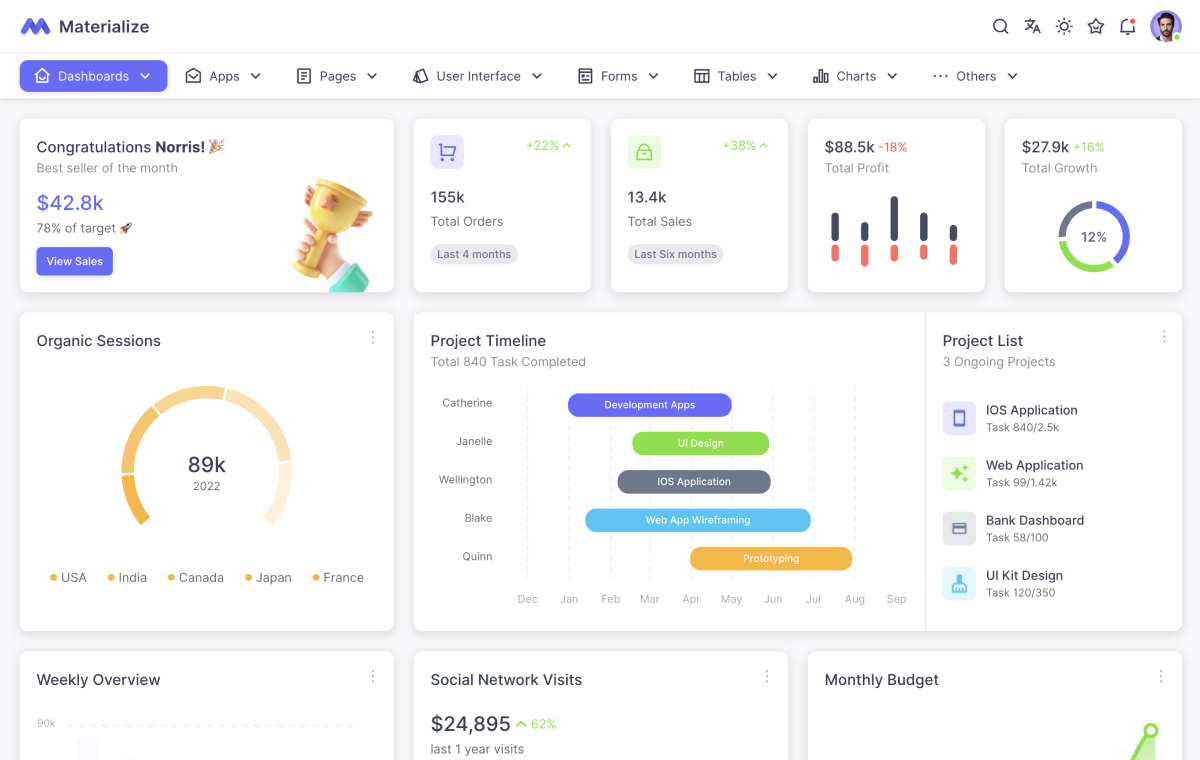 Materialize
Dashboards
Apps
Pages
User Interface
Forms
Tables
Charts
Others
Congratulations Norris! 🎉
Best seller of the month
$42.8k
78% of target 🚀
View Sales
+22%
155k
Total Orders
Last 4 months
+38%
13.4k
Total Sales
Last Six months
$88.5k -18%
Total Profit
$27.9k +16%
Total Growth
12%
Organic Sessions
89k
2022
USA India Canada Japan France
Project Timeline
Total 840 Task Completed
Catherine
Development Apps
Janelle
UI Design
Wellington
IOS Application
Blake
Web App Wireframing
Quinn
Prototyping
Dec Jan Feb Mar Apr May Jun Jul Aug Sep
Project List
3 Ongoing Projects
IOS Application
Task 840/2.5k
Web Application
Task 99/1.42k
Bank Dashboard
Task 58/100
UI Kit Design
Task 120/350
Weekly Overview
90k
Social Network Visits
$24,895 62%
last 1 year visits
Monthly Budget